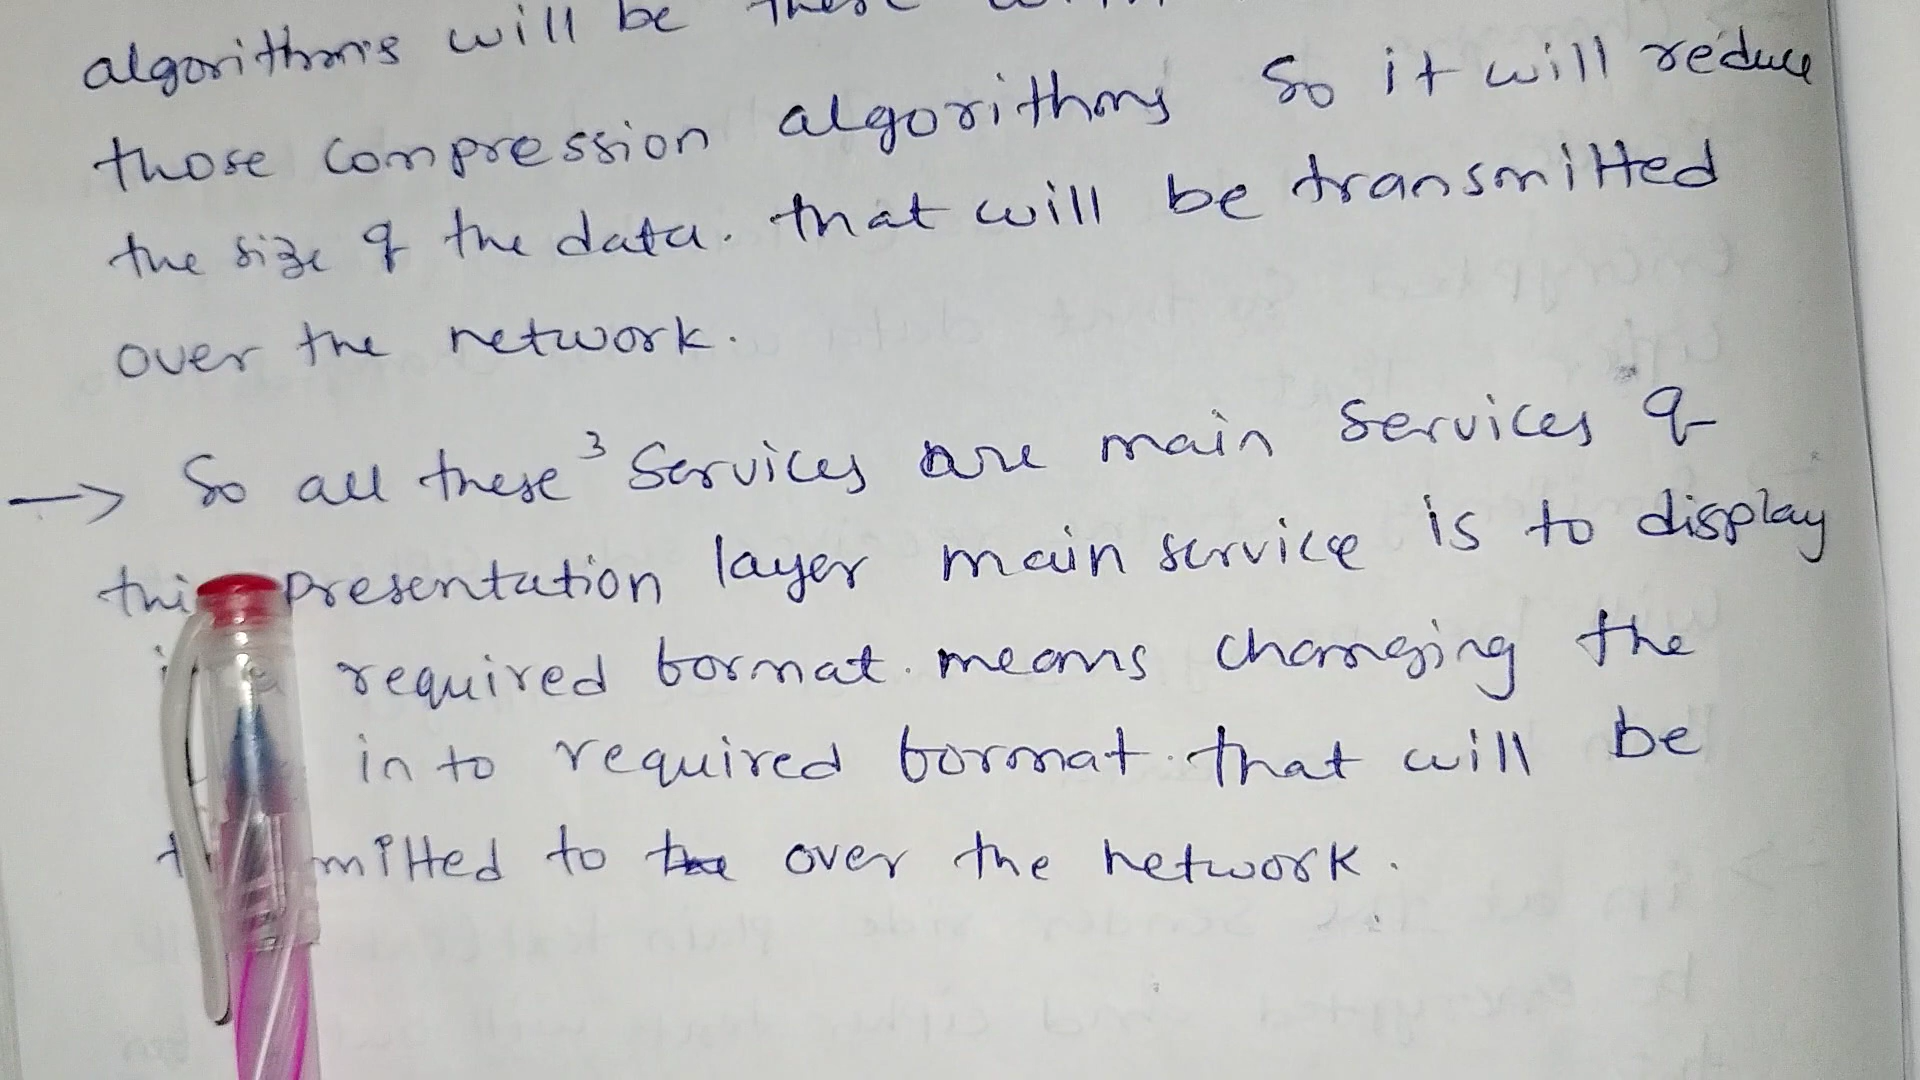 algorithms will be
those compression algorithms So it will reduce
the size of the data. that will be transmitted
over the network.
→ So all these 3 Services are main Services of
presentation layer main service is to display
required format. means changing the
in to required format. that will be
mitted to over the network.